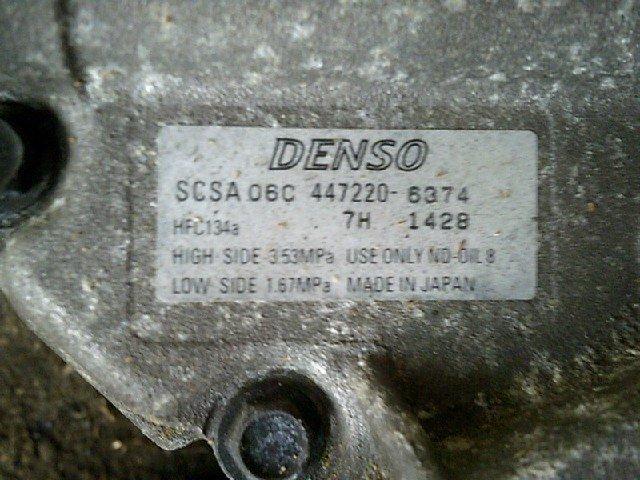 DENSO
SCSA 06C 447220-6374
HFC134a 7H 1428
HIGH SIDE 3.53MPa USE ONLY ND-OIL 8
LOW SIDE 1.67MPa MADE IN JAPAN